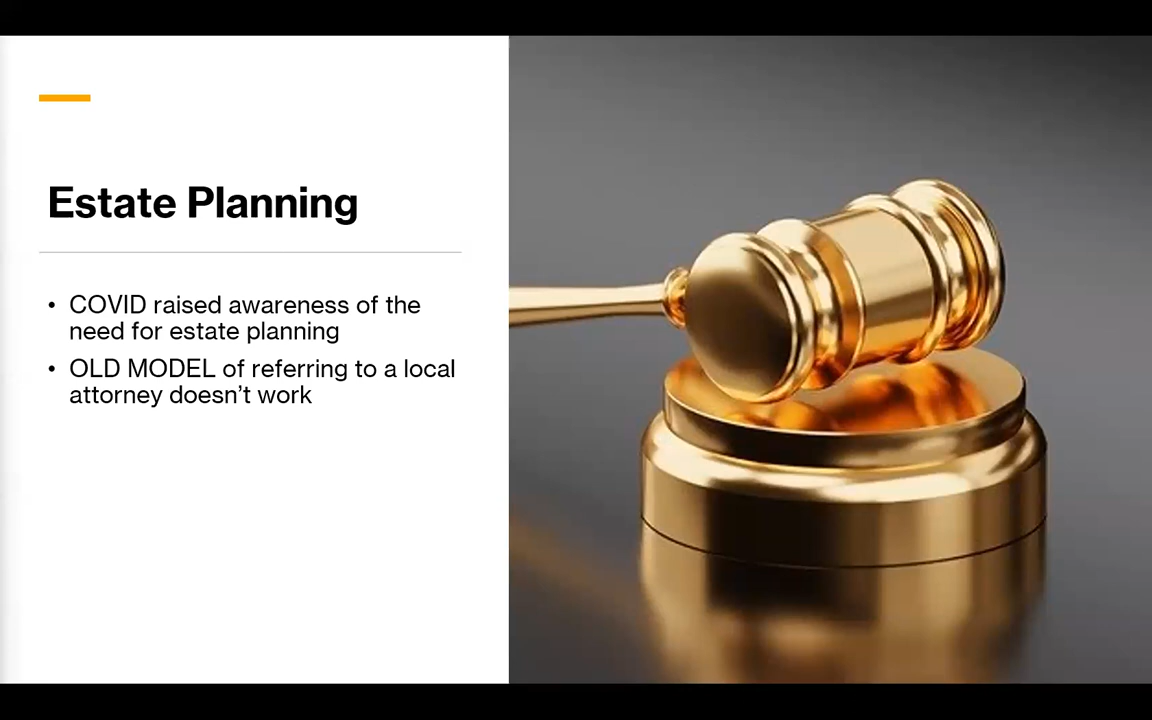 Estate Planning
• COVID raised awareness of the
need for estate planning
• OLD MODEL of referring to a local
attorney doesn’t work